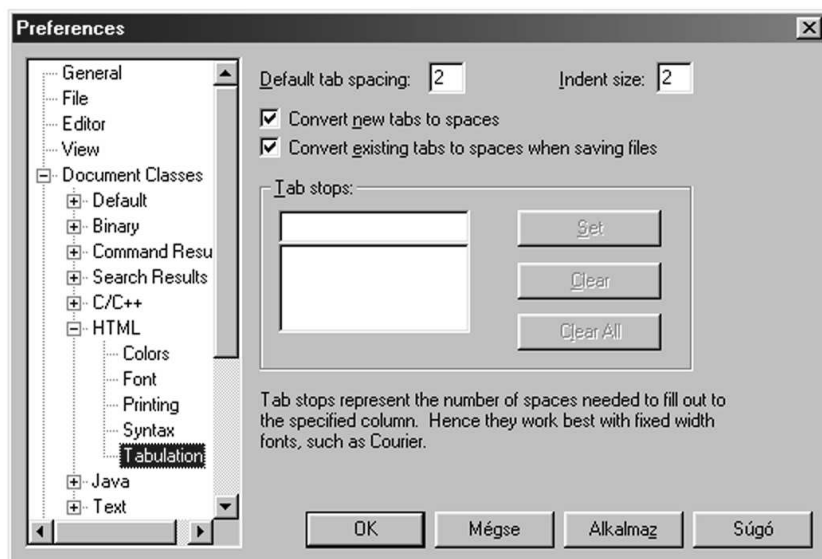 Preferences
General
File
Editor
View
Document Classes
Default
Binary
Command Resu
Search Results
C/C++
HTML
Colors
Font
Printing
Syntax
Tabulation
Java
Text
Default tab spacing: 2 Indent size: 2
Convert new tabs to spaces
Convert existing tabs to spaces when saving files
Tab stops:
Set
Clear
Clear All
Tab stops represent the number of spaces needed to fill out to
the specified column. Hence they work best with fixed width
fonts, such as Courier.
OK Mégse Alkalmaz Súgó